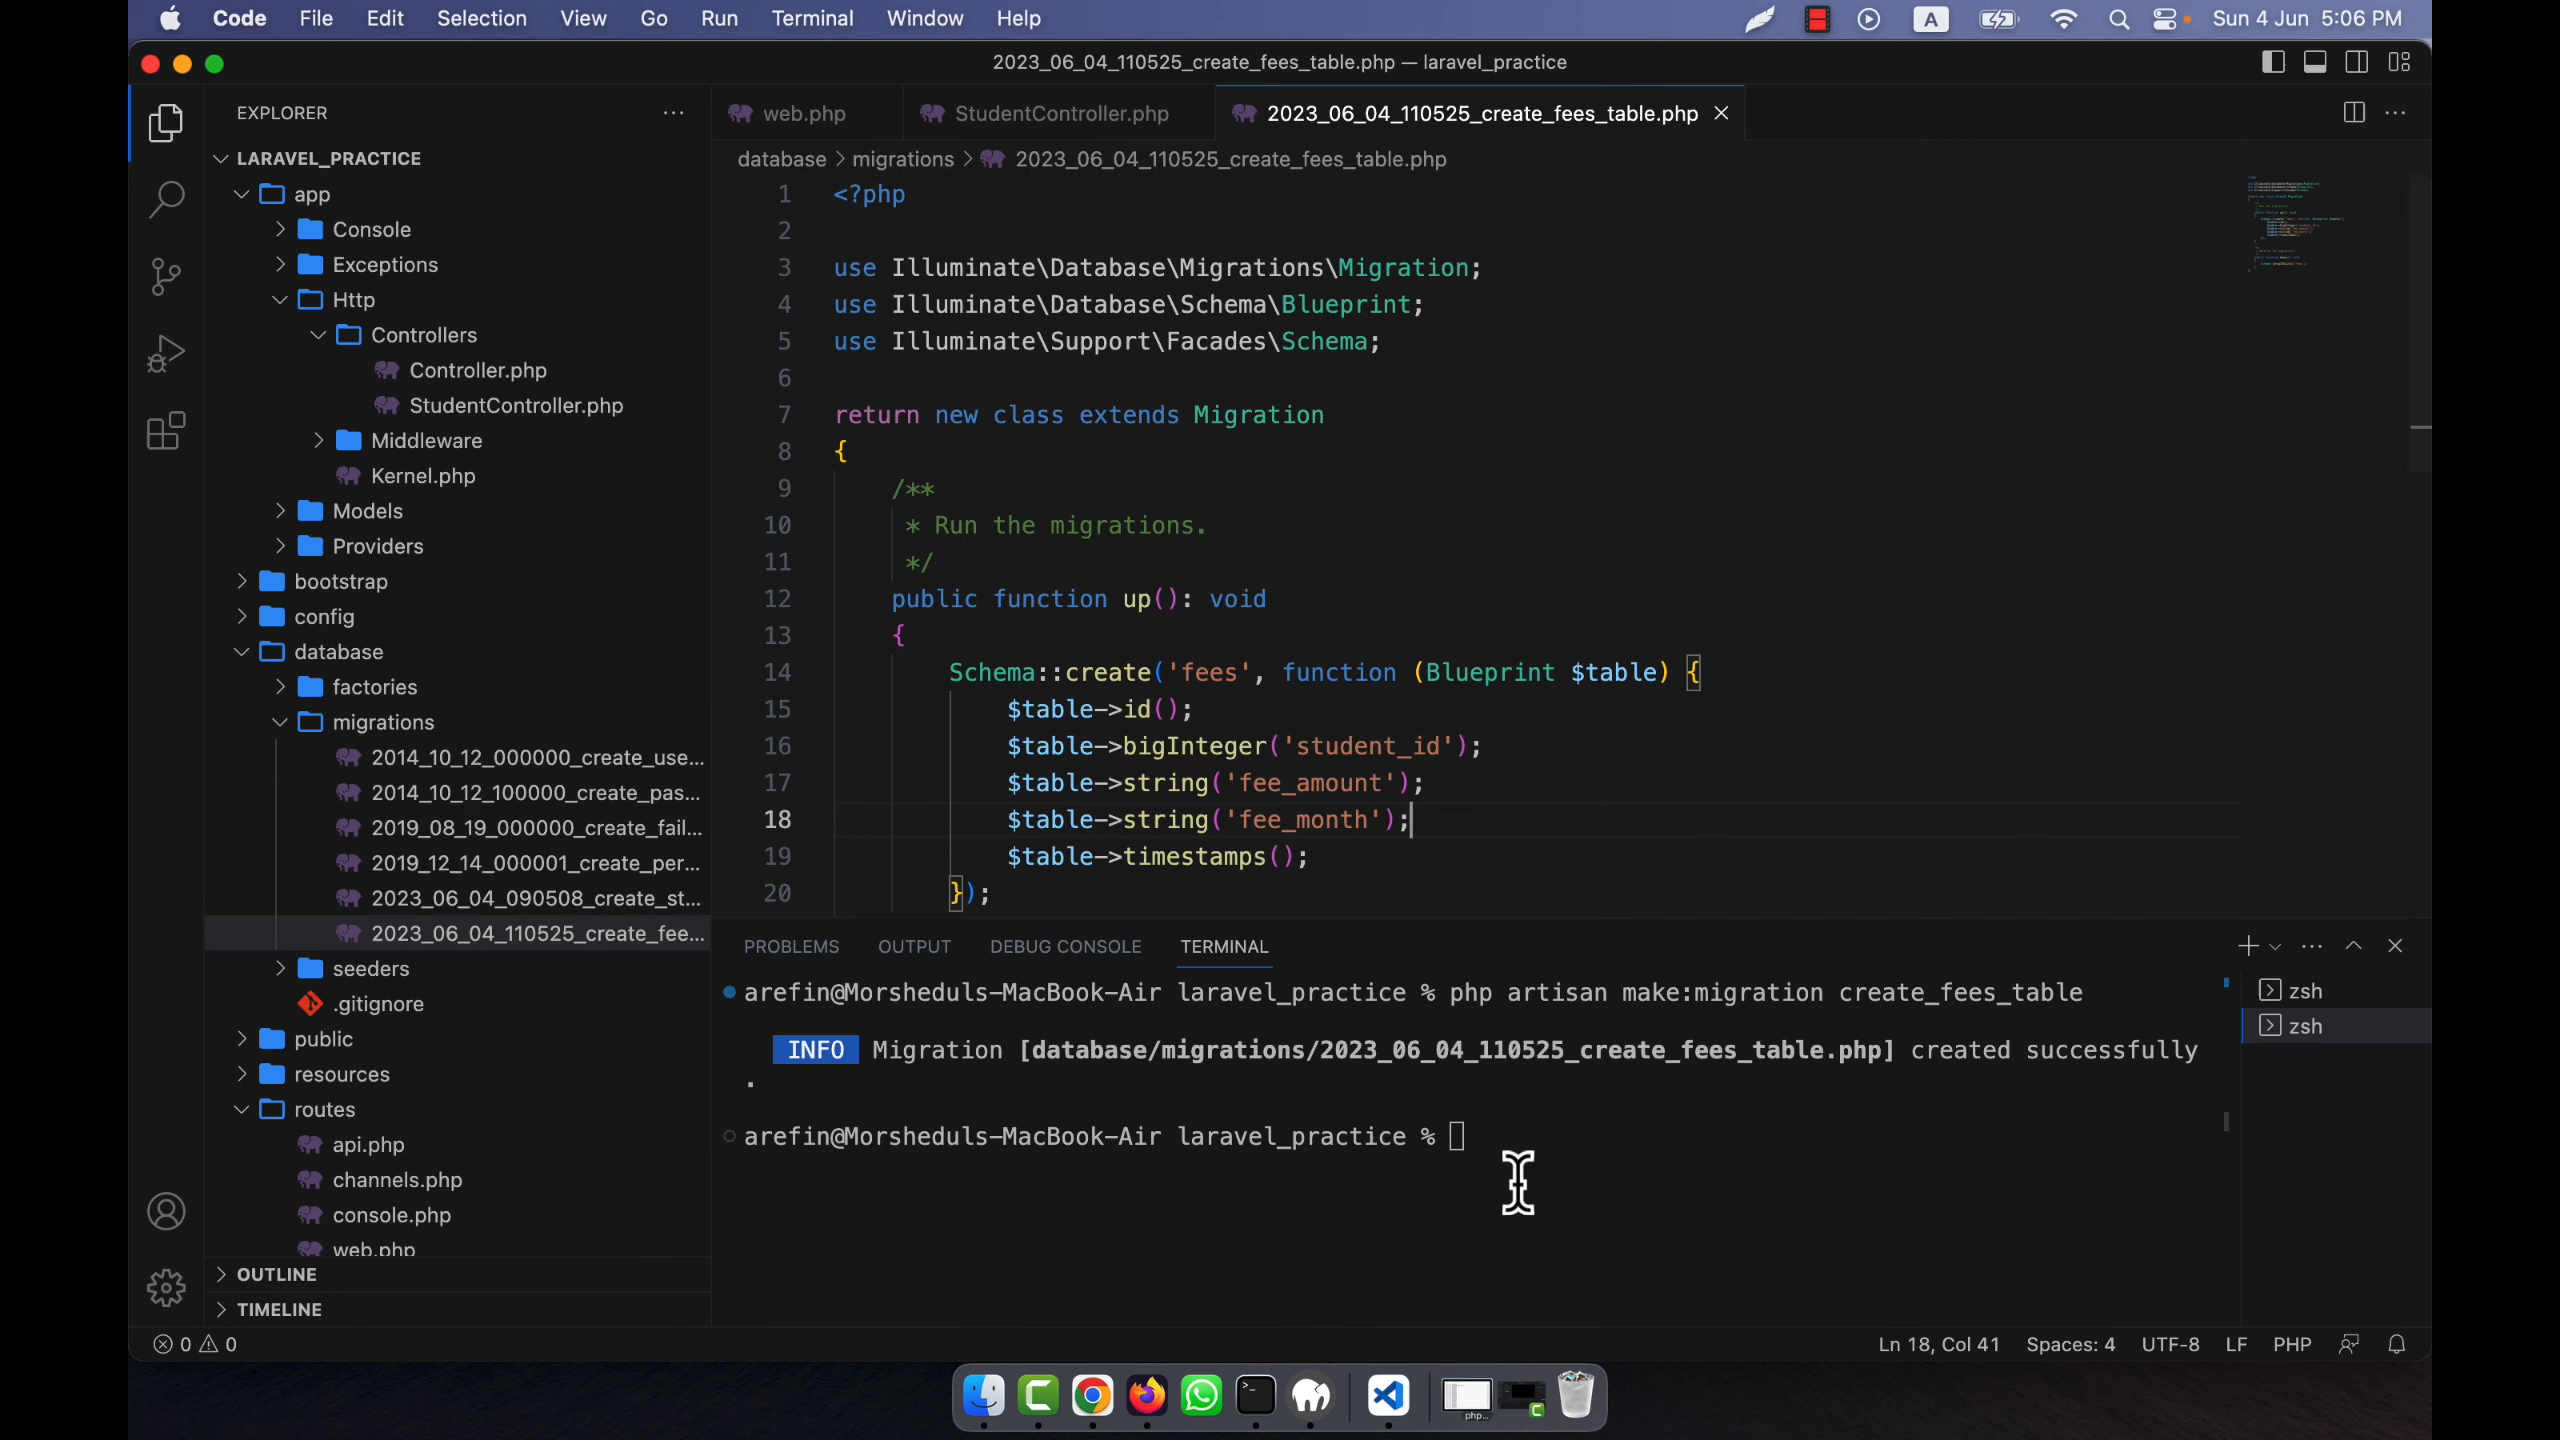 Code File Edit Selection View Go Run Terminal Window Help
A
Sun 4 Jun 5:06 PM
2023_06_04_110525_create_fees_table.php — laravel_practice
EXPLORER
LARAVEL_PRACTICE
app
Console
Exceptions
Http
Controllers
Controller.php
StudentController.php
Middleware
Kernel.php
Models
Providers
bootstrap
config
database
factories
migrations
2014_10_12_000000_create_use...
2014_10_12_100000_create_pas...
2019_08_19_000000_create_fail...
2019_12_14_000001_create_per...
2023_06_04_090508_create_st...
2023_06_04_110525_create_fee...
seeders
.gitignore
public
resources
routes
api.php
channels.php
console.php
web.php
OUTLINE
TIMELINE
web.php StudentController.php 2023_06_04_110525_create_fees_table.php
database > migrations > 2023_06_04_110525_create_fees_table.php
1 <?php
2
3 use Illuminate\Database\Migrations\Migration;
4 use Illuminate\Database\Schema\Blueprint;
5 use Illuminate\Support\Facades\Schema;
6
7 return new class extends Migration
8 {
9 /**
10 * Run the migrations.
11 */
12 public function up(): void
13 {
14 Schema::create('fees', function (Blueprint $table) {
15 $table->id();
16 $table->bigInteger('student_id');
17 $table->string('fee_amount');
18 $table->string('fee_month');
19 $table->timestamps();
20 });
PROBLEMS OUTPUT DEBUG CONSOLE TERMINAL
arefin@Morsheduls-MacBook-Air laravel_practice % php artisan make:migration create_fees_table
INFO Migration [database/migrations/2023_06_04_110525_create_fees_table.php] created successfully
.
arefin@Morsheduls-MacBook-Air laravel_practice %
zsh
zsh
0 0
Ln 18, Col 41 Spaces: 4 UTF-8 LF PHP
php...